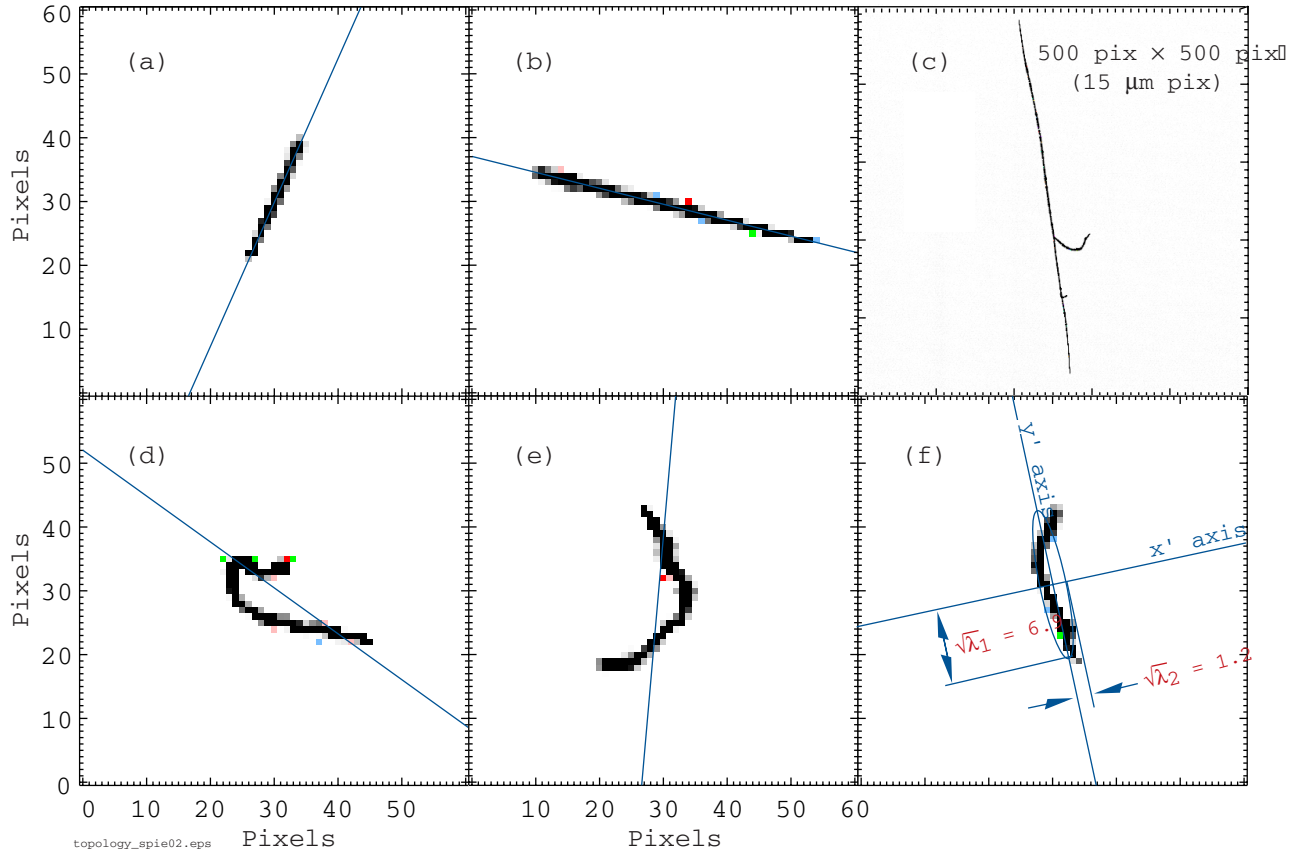 60
50
40
30
20
10
Pixels
(a)
(b)
(c)
500 pix × 500 pix▯
(15 μm pix)
50
40
30
20
10
0
Pixels
(d)
(e)
(f)
y' axis
x' axis
√λ1 = 6.9
√λ2 = 1.2
0 10 20 30 40 50
10 20 30 40 50 60
Pixels
Pixels
topology_spie02.eps